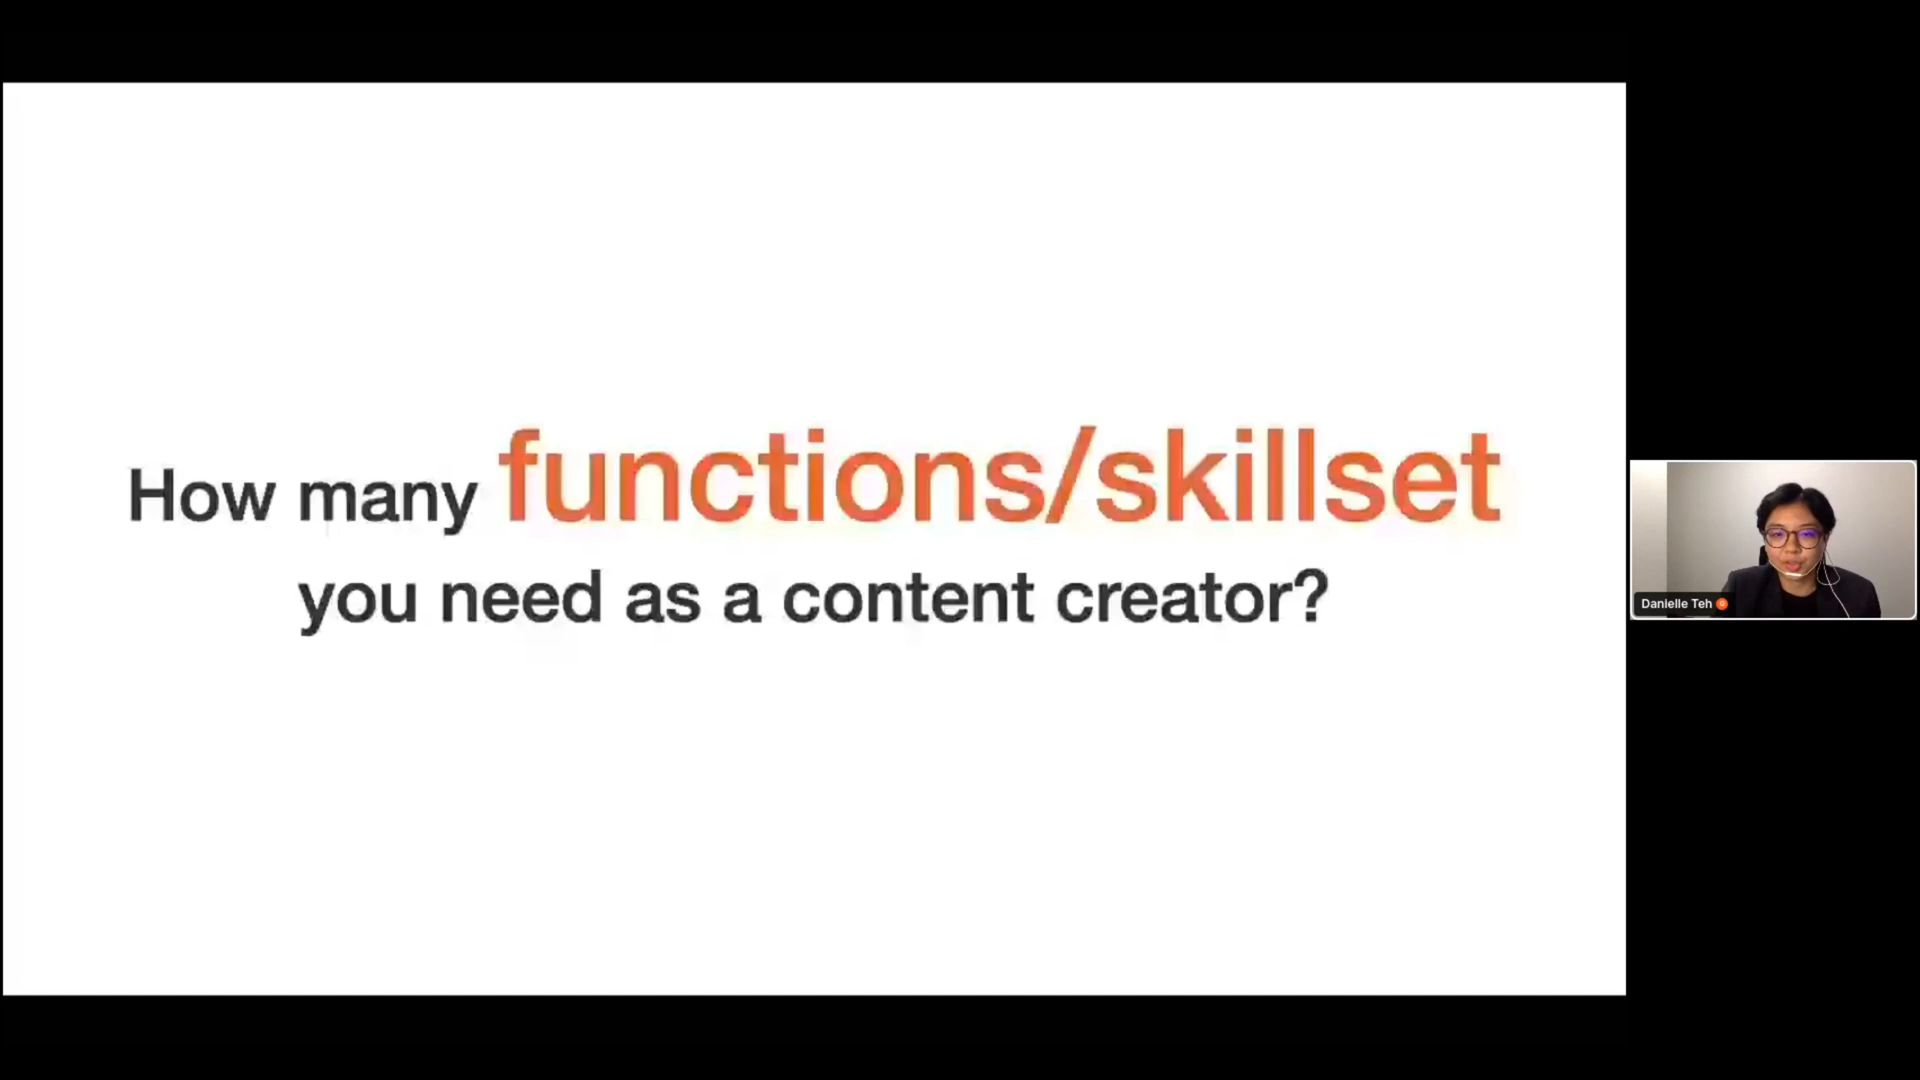 How many functions/skillset
you need as a content creator?
Danielle Teh